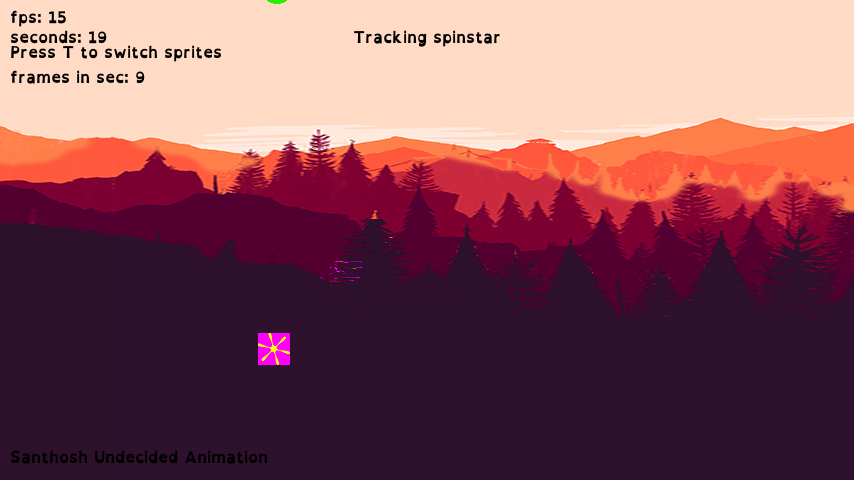 fps: 15
seconds: 19
Tracking spinstar
Press T to switch sprites
frames in sec: 9
Santhosh Undecided Animation